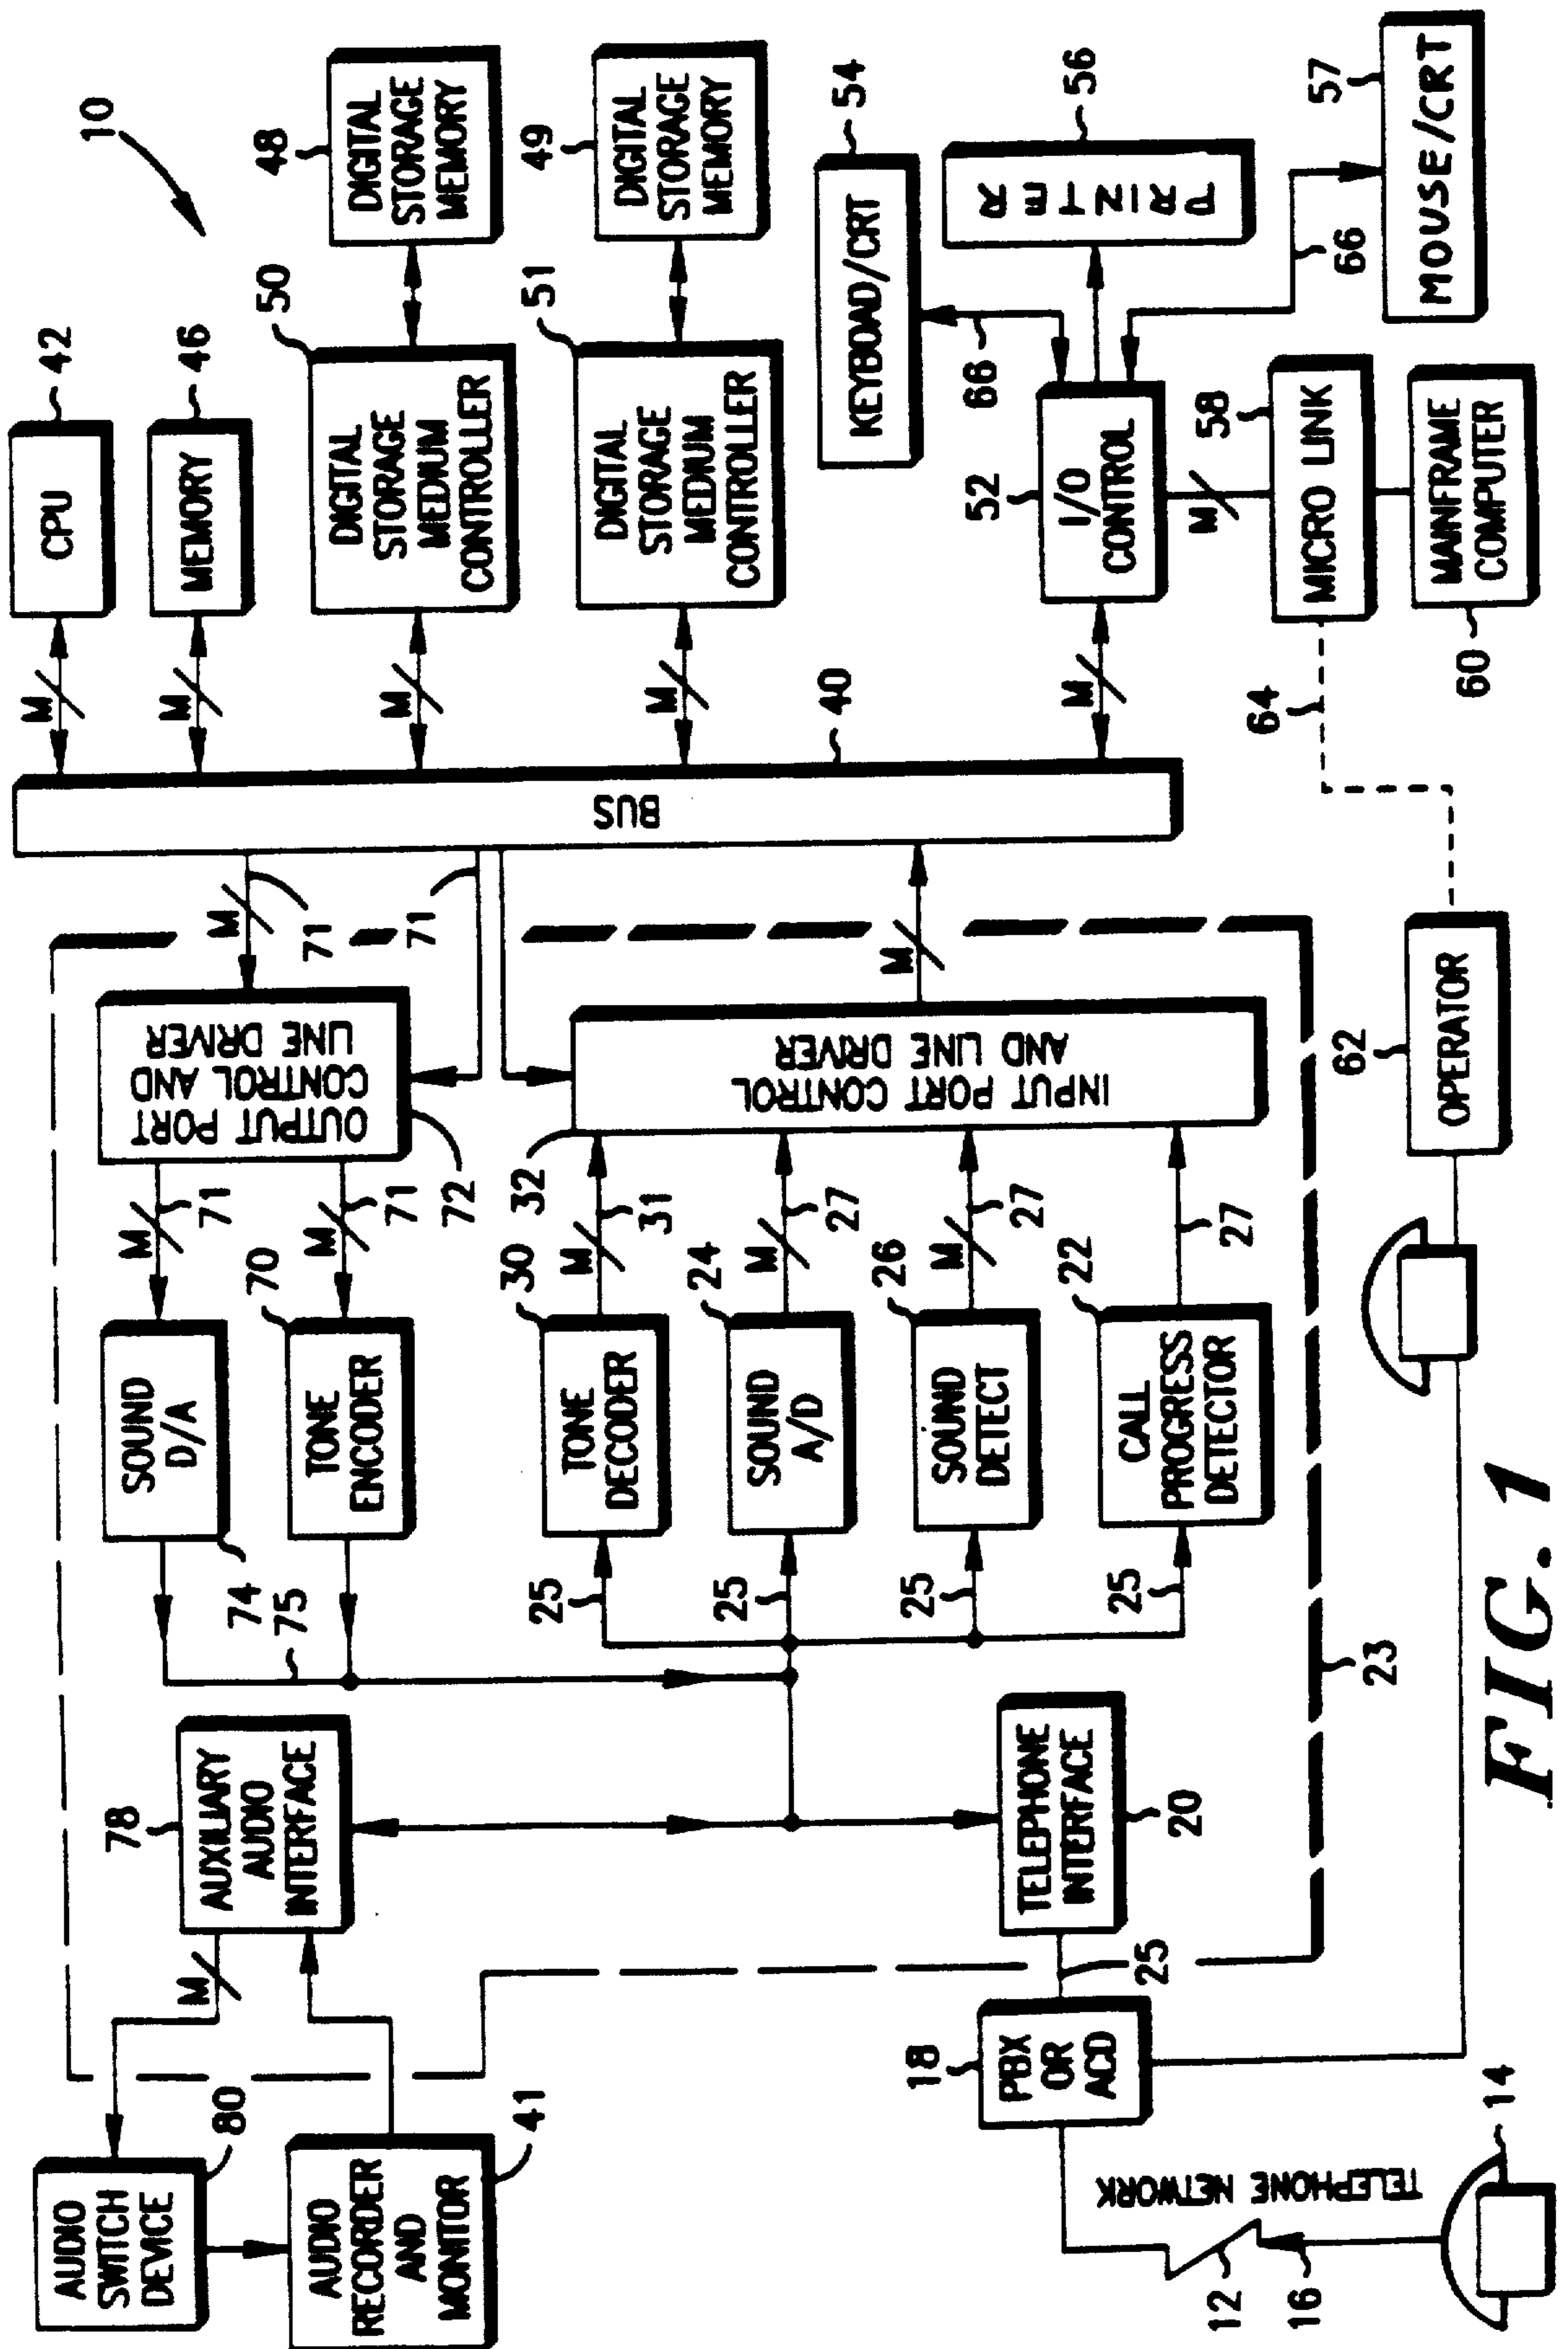 10
CPU
42
MEMORY
46
DIGITAL
STORAGE
MEDIUM
CONTROLLER
50
DIGITAL
STORAGE
MEMORY
48
DIGITAL
STORAGE
MEDIUM
CONTROLLER
51
DIGITAL
STORAGE
MEMORY
49
M
M
M
M
M
BUS
40
KEYBOAD/CRT
54
66
PRINTER
56
I/O
CONTROL
52
66
MOUSE/CRT
57
M
MICRO LINK
58
MAINFRAME
COMPUTER
60
64
OPERATOR
62
M
71
71
OUTPUT PORT
CONTROL AND
LINE DRIVER
72
M
71
M
71
SOUND
D/A
74
TONE
ENCODER
70
75
INPUT PORT CONTROL
AND LINE DRIVER
32
M
TONE
DECODER
30
M
31
25
SOUND
A/D
24
M
27
25
SOUND
DETECT
26
M
27
25
CALL
PROGRESS
DETECTOR
22
27
25
23
AUXILIARY
AUDIO
INTERFACE
78
M
TELEPHONE
INTERFACE
20
25
AUDIO
SWITCH
DEVICE
80
AUDIO
RECORDER
AND
MONITOR
41
PBX
OR
ACD
18
TELEPHONE NETWORK
12
16
14
FIG. 1